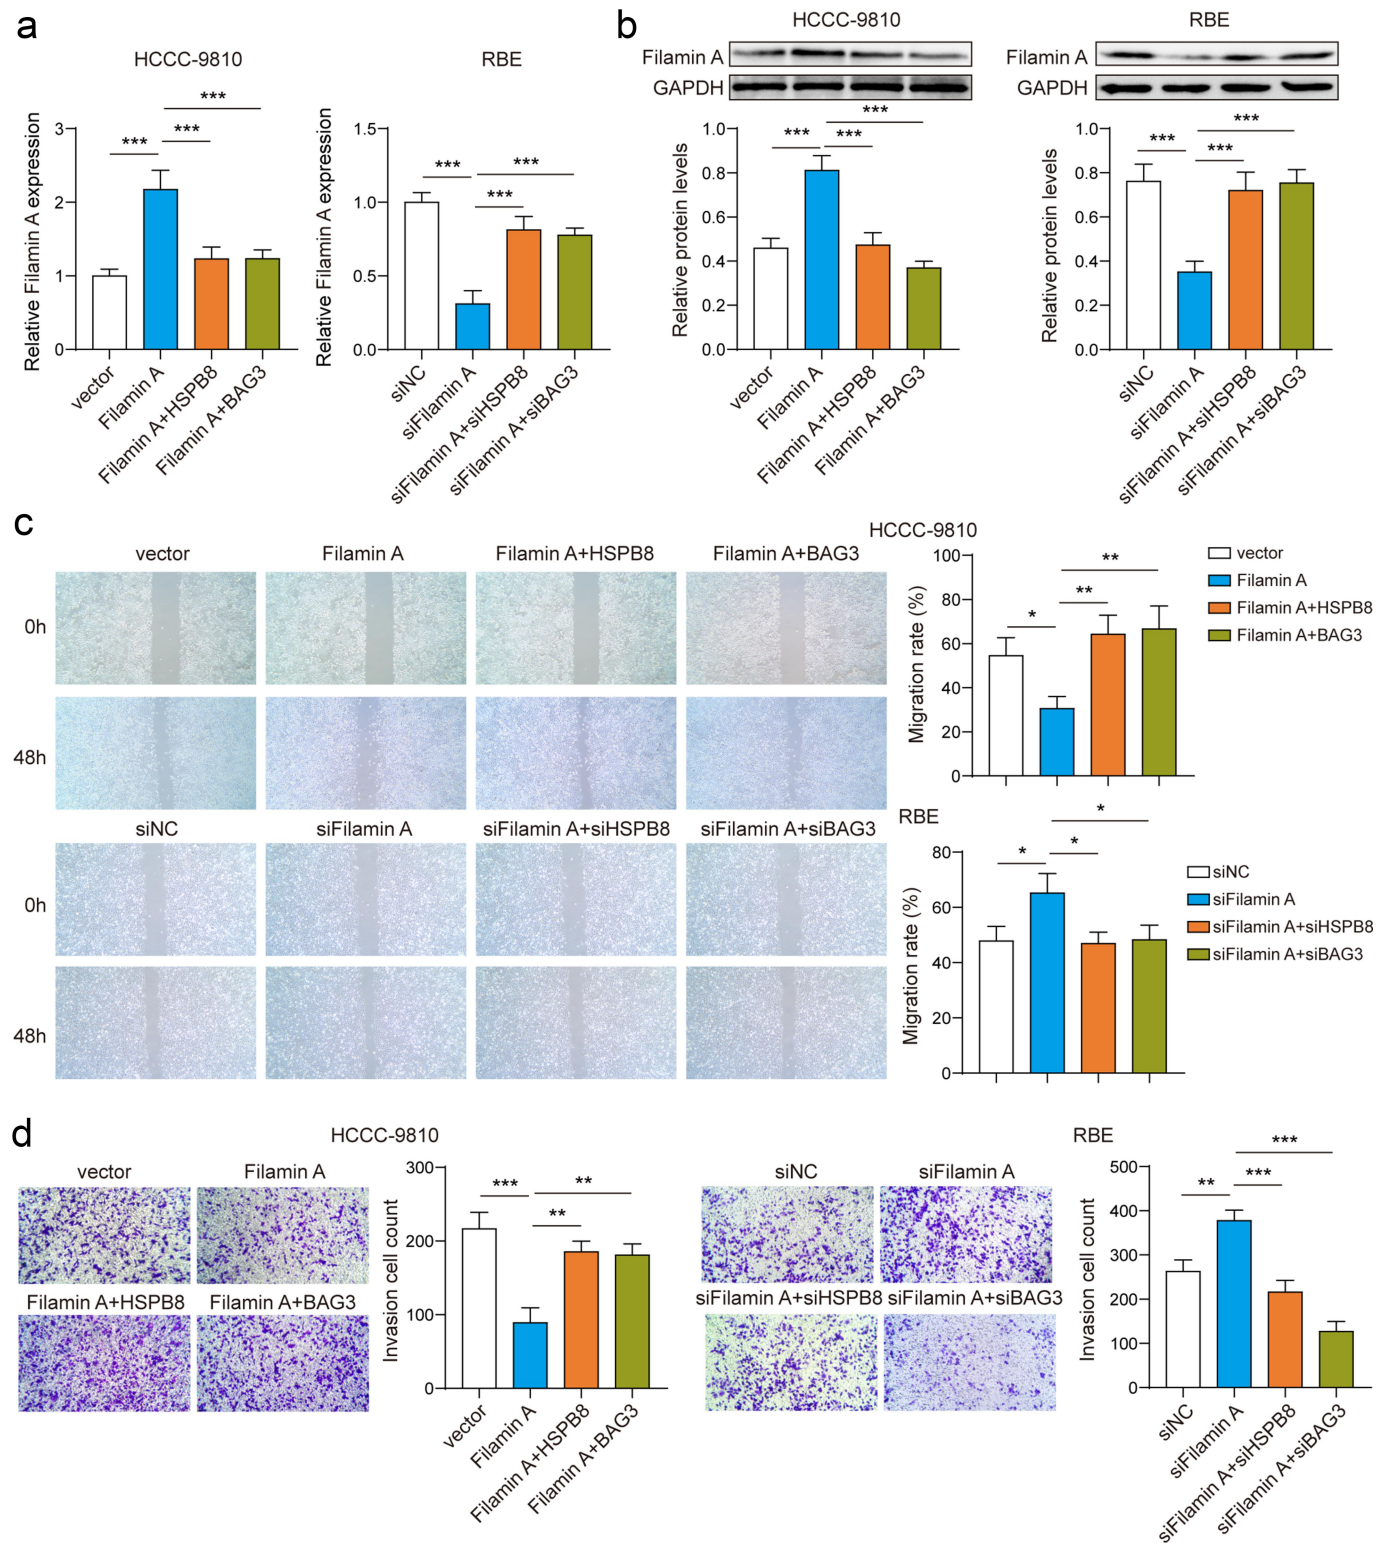 a
HCCC-9810
Relative Filamin A expression
3
2
1
0
***
***
***
vector
Filamin A
Filamin A+HSPB8
Filamin A+BAG3
RBE
Relative Filamin A expression
1.5
1.0
0.5
0.0
***
***
***
siNC
siFilamin A
siFilamin A+siHSPB8
siFilamin A+siBAG3
b
HCCC-9810
Filamin A
GAPDH
Relative protein levels
1.0
0.8
0.6
0.4
0.2
0.0
***
***
***
vector
Filamin A
Filamin A+HSPB8
Filamin A+BAG3
RBE
Filamin A
GAPDH
Relative protein levels
1.0
0.8
0.6
0.4
0.2
0.0
***
***
***
siNC
siFilamin A
siFilamin A+siHSPB8
siFilamin A+siBAG3
c
vector
Filamin A
Filamin A+HSPB8
Filamin A+BAG3
0h
48h
siNC
siFilamin A
siFilamin A+siHSPB8
siFilamin A+siBAG3
0h
48h
HCCC-9810
Migration rate (%)
100
80
60
40
20
0
*
**
**
vector
Filamin A
Filamin A+HSPB8
Filamin A+BAG3
RBE
Migration rate (%)
80
60
40
20
0
*
*
*
siNC
siFilamin A
siFilamin A+siHSPB8
siFilamin A+siBAG3
d
HCCC-9810
vector
Filamin A
Filamin A+HSPB8
Filamin A+BAG3
Invasion cell count
300
200
100
0
***
**
**
vector
Filamin A
Filamin A+HSPB8
Filamin A+BAG3
RBE
siNC
siFilamin A
siFilamin A+siHSPB8
siFilamin A+siBAG3
Invasion cell count
500
400
300
200
100
0
**
***
***
siNC
siFilamin A
siFilamin A+siHSPB8
siFilamin A+siBAG3